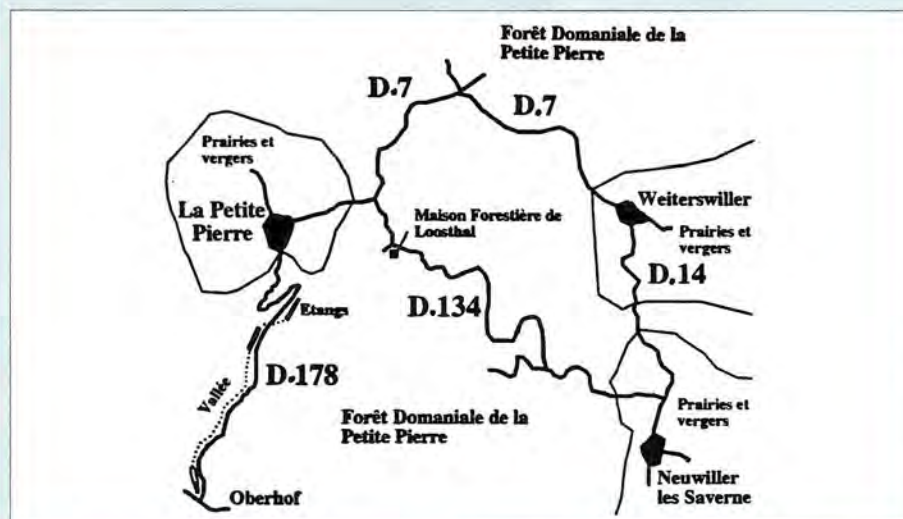 Forêt Domaniale de la
Petite Pierre
D.7
D.7
Prairies et
vergers
La Petite
Pierre
Maison Forestière de
Loosthal
Weiterswiller
Prairies et
vergers
D.14
Etangs
D.134
D.178
Vallée
Forêt Domaniale de la
Petite Pierre
Prairies et
vergers
Oberhof
Neuwiller
les Saverne